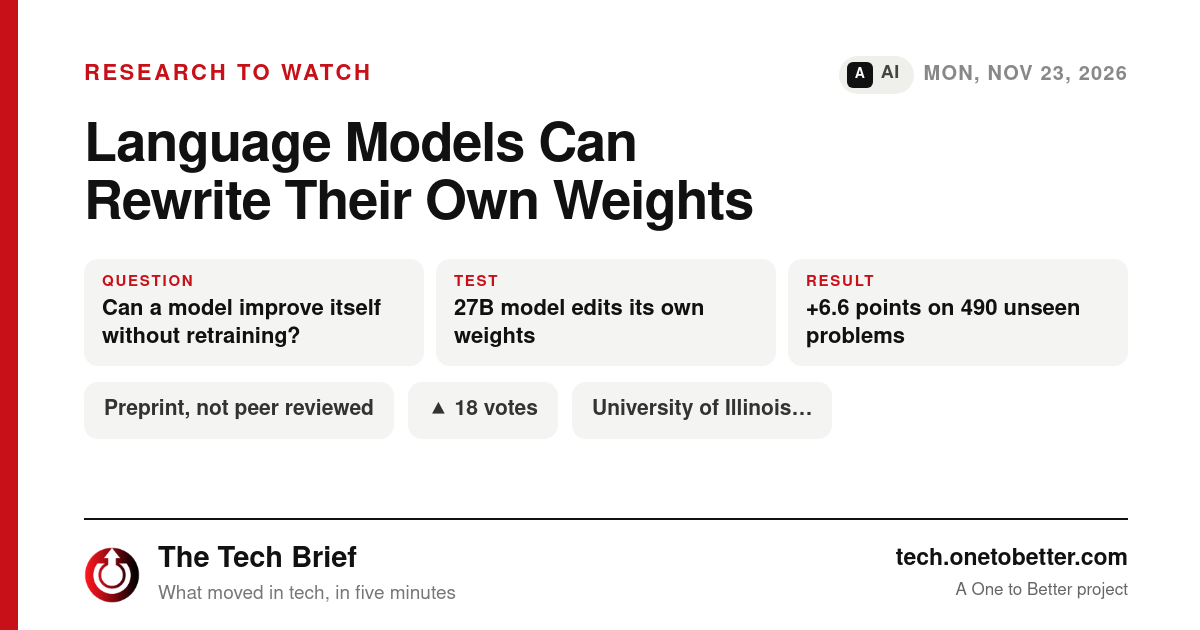 RESEARCH TO WATCH
A AI MON, NOV 23, 2026
Language Models Can
Rewrite Their Own Weights
QUESTION
Can a model improve itself
without retraining?
TEST
27B model edits its own
weights
RESULT
+6.6 points on 490 unseen
problems
Preprint, not peer reviewed
▲ 18 votes
University of Illinois…
The Tech Brief
What moved in tech, in five minutes
tech.onetobetter.com
A One to Better project